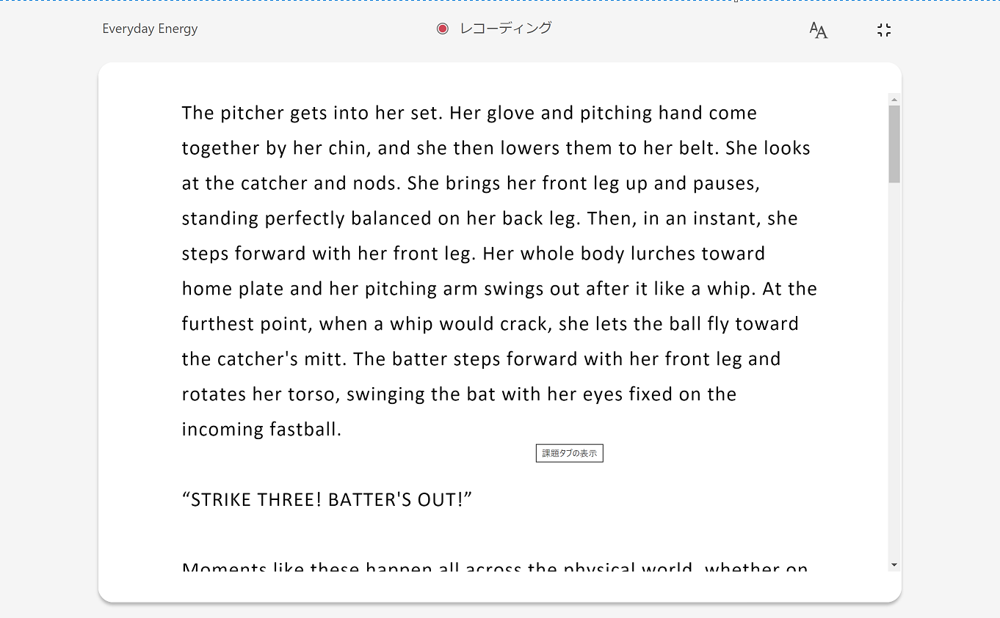 Everyday Energy
レコーディング
AA
The pitcher gets into her set. Her glove and pitching hand come
together by her chin, and she then lowers them to her belt. She looks
at the catcher and nods. She brings her front leg up and pauses,
standing perfectly balanced on her back leg. Then, in an instant, she
steps forward with her front leg. Her whole body lurches toward
home plate and her pitching arm swings out after it like a whip. At the
furthest point, when a whip would crack, she lets the ball fly toward
the catcher's mitt. The batter steps forward with her front leg and
rotates her torso, swinging the bat with her eyes fixed on the
incoming fastball.
課題タブの表示
“STRIKE THREE! BATTER'S OUT!”
Moments like these happen all across the physical world, whether on